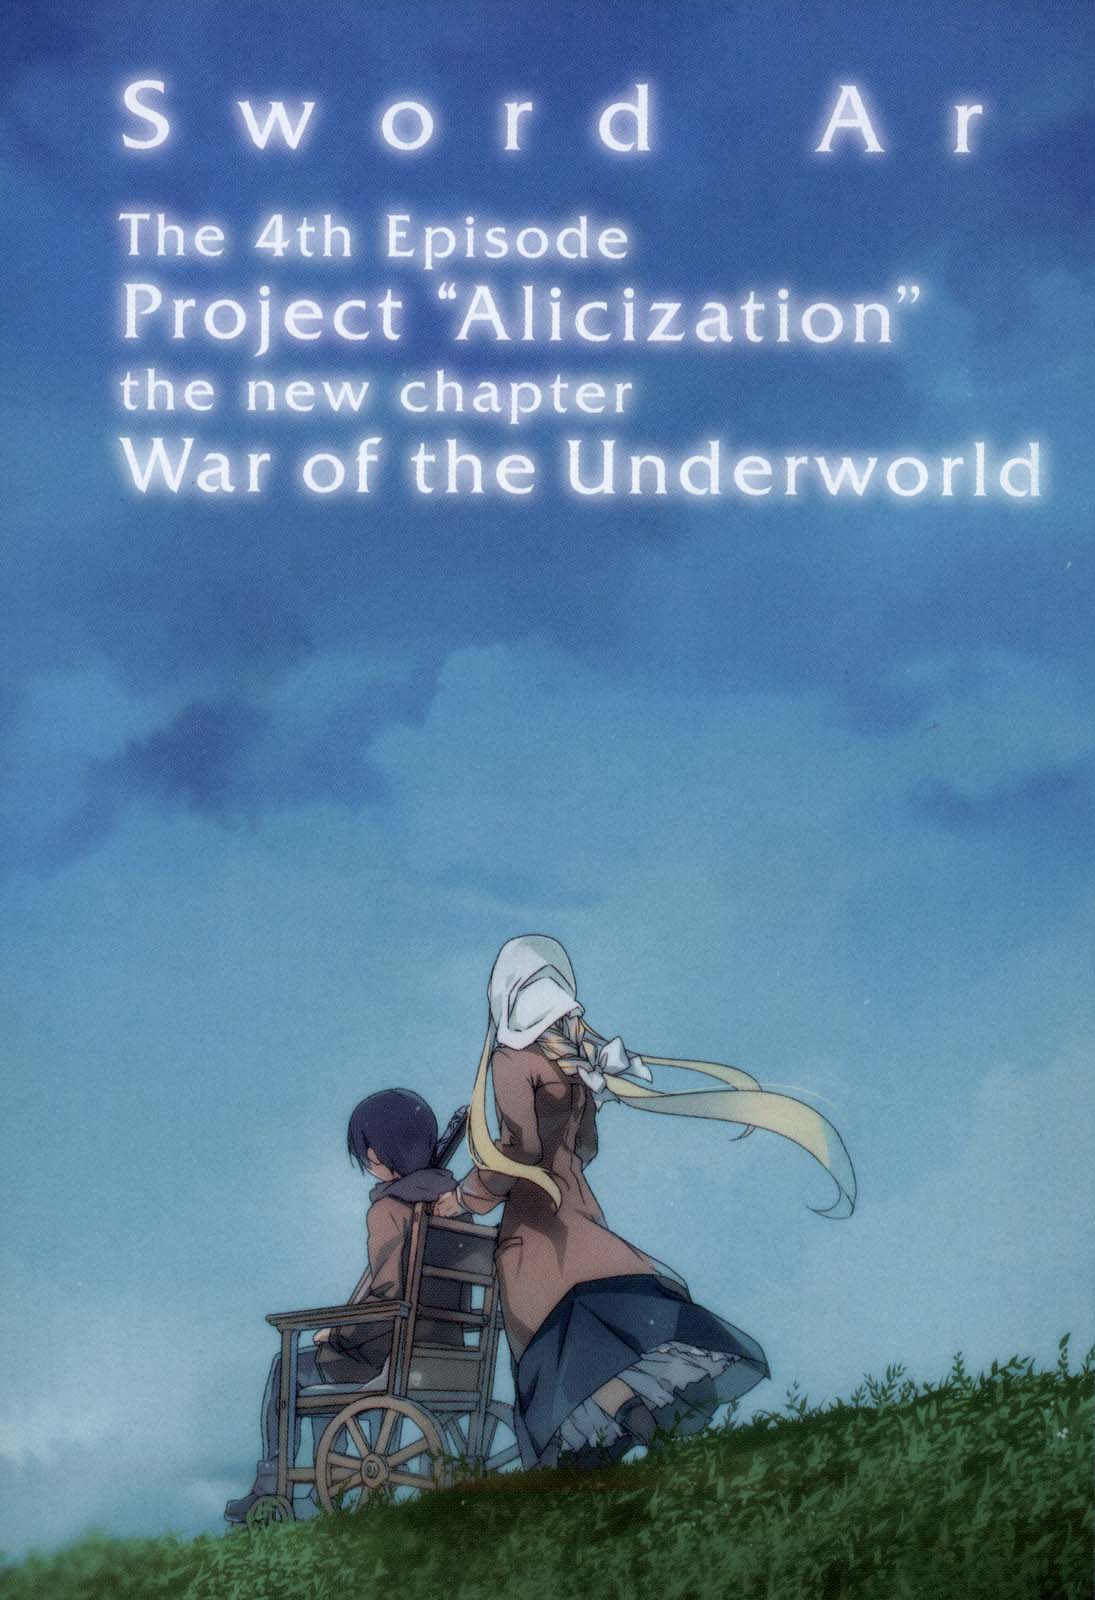 Sword Ar
The 4th Episode
Project “Alicization”
the new chapter
War of the Underworld